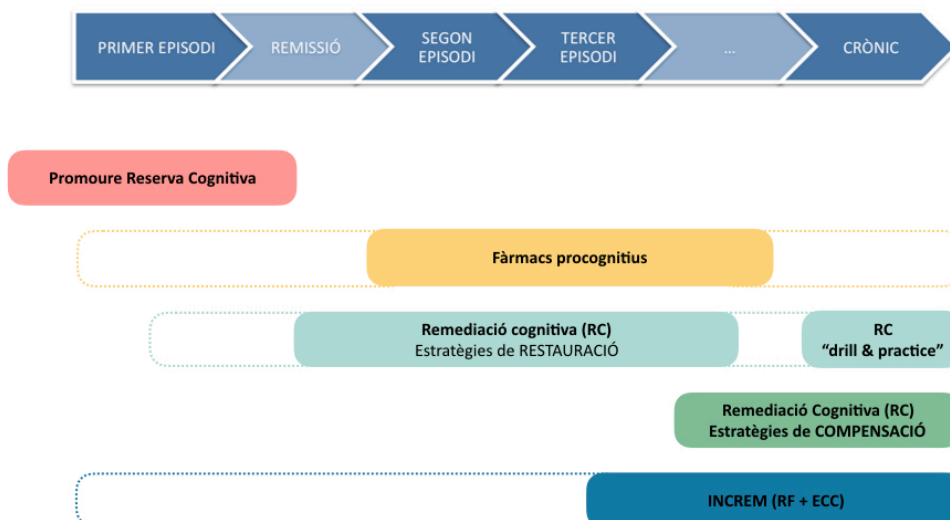 PRIMER EPISODI
REMISSIÓ
SEGON
EPISODI
TERCER
EPISODI
...
CRÒNIC
Promoure Reserva Cognitiva
Fàrmacs procognitius
Remediació cognitiva (RC)
Estratègies de RESTAURACIÓ
RC
“drill & practice”
Remediació Cognitiva (RC)
Estratègies de COMPENSACIÓ
INCREM (RF + ECC)